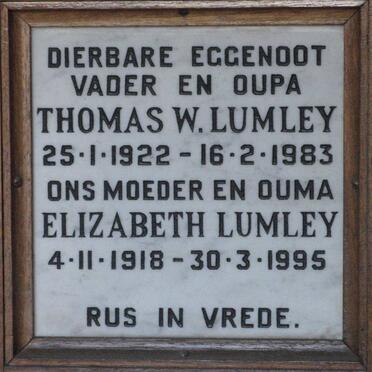 DIERBARE EGGENOOT
VADER EN OUPA
THOMAS W. LUMLEY
25·1·1922 – 16·2·1983
ONS MOEDER EN OUMA
ELIZABETH LUMLEY
4·11·1918 – 30·3·1995
RUS IN VREDE.